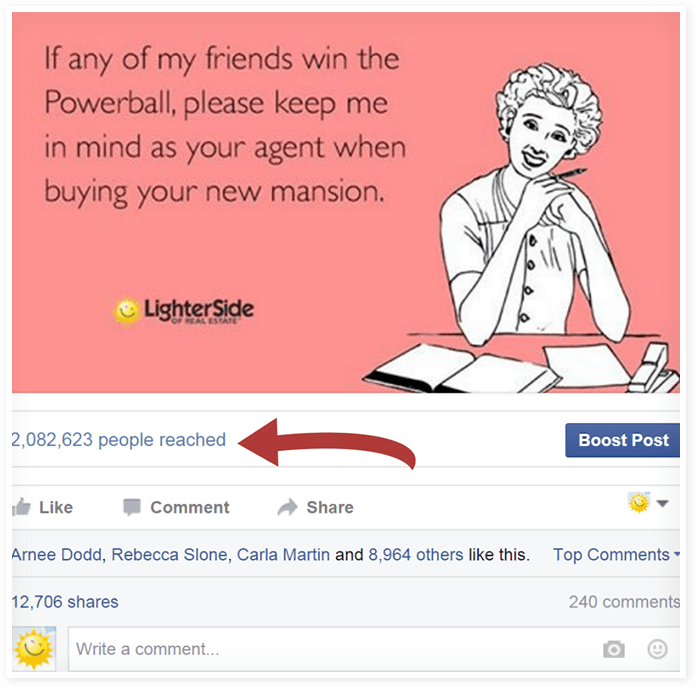 If any of my friends win the
Powerball, please keep me
in mind as your agent when
buying your new mansion.
LighterSide
OF REAL ESTATE
2,082,623 people reached
Boost Post
Like Comment Share
Arnee Dodd, Rebecca Slone, Carla Martin and 8,964 others like this. Top Comments
12,706 shares 240 comments
Write a comment...